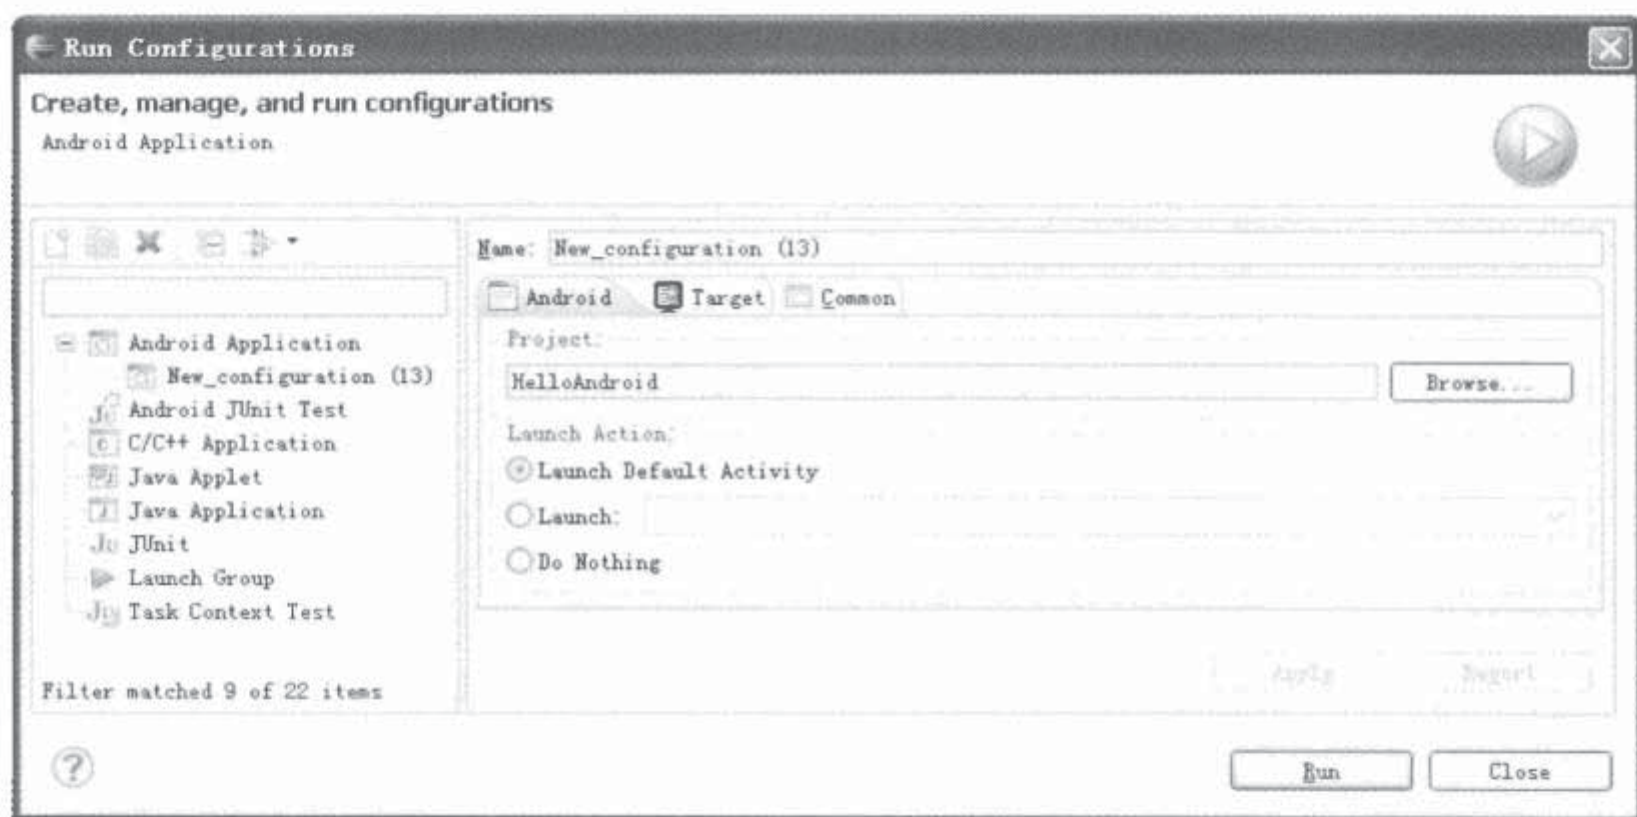 Run Configurations
Create, manage, and run configurations
Android Application
Name: New_configuration (13)
Android Target Common
Android Application
New_configuration (13)
Android JUnit Test
C/C++ Application
Java Applet
Java Application
JUnit
Launch Group
Task Context Test
Filter matched 9 of 22 items
Project:
HelloAndroid
Browse...
Launch Action:
Launch Default Activity
Launch:
Do Nothing
Apply
Revert
?
Run
Close